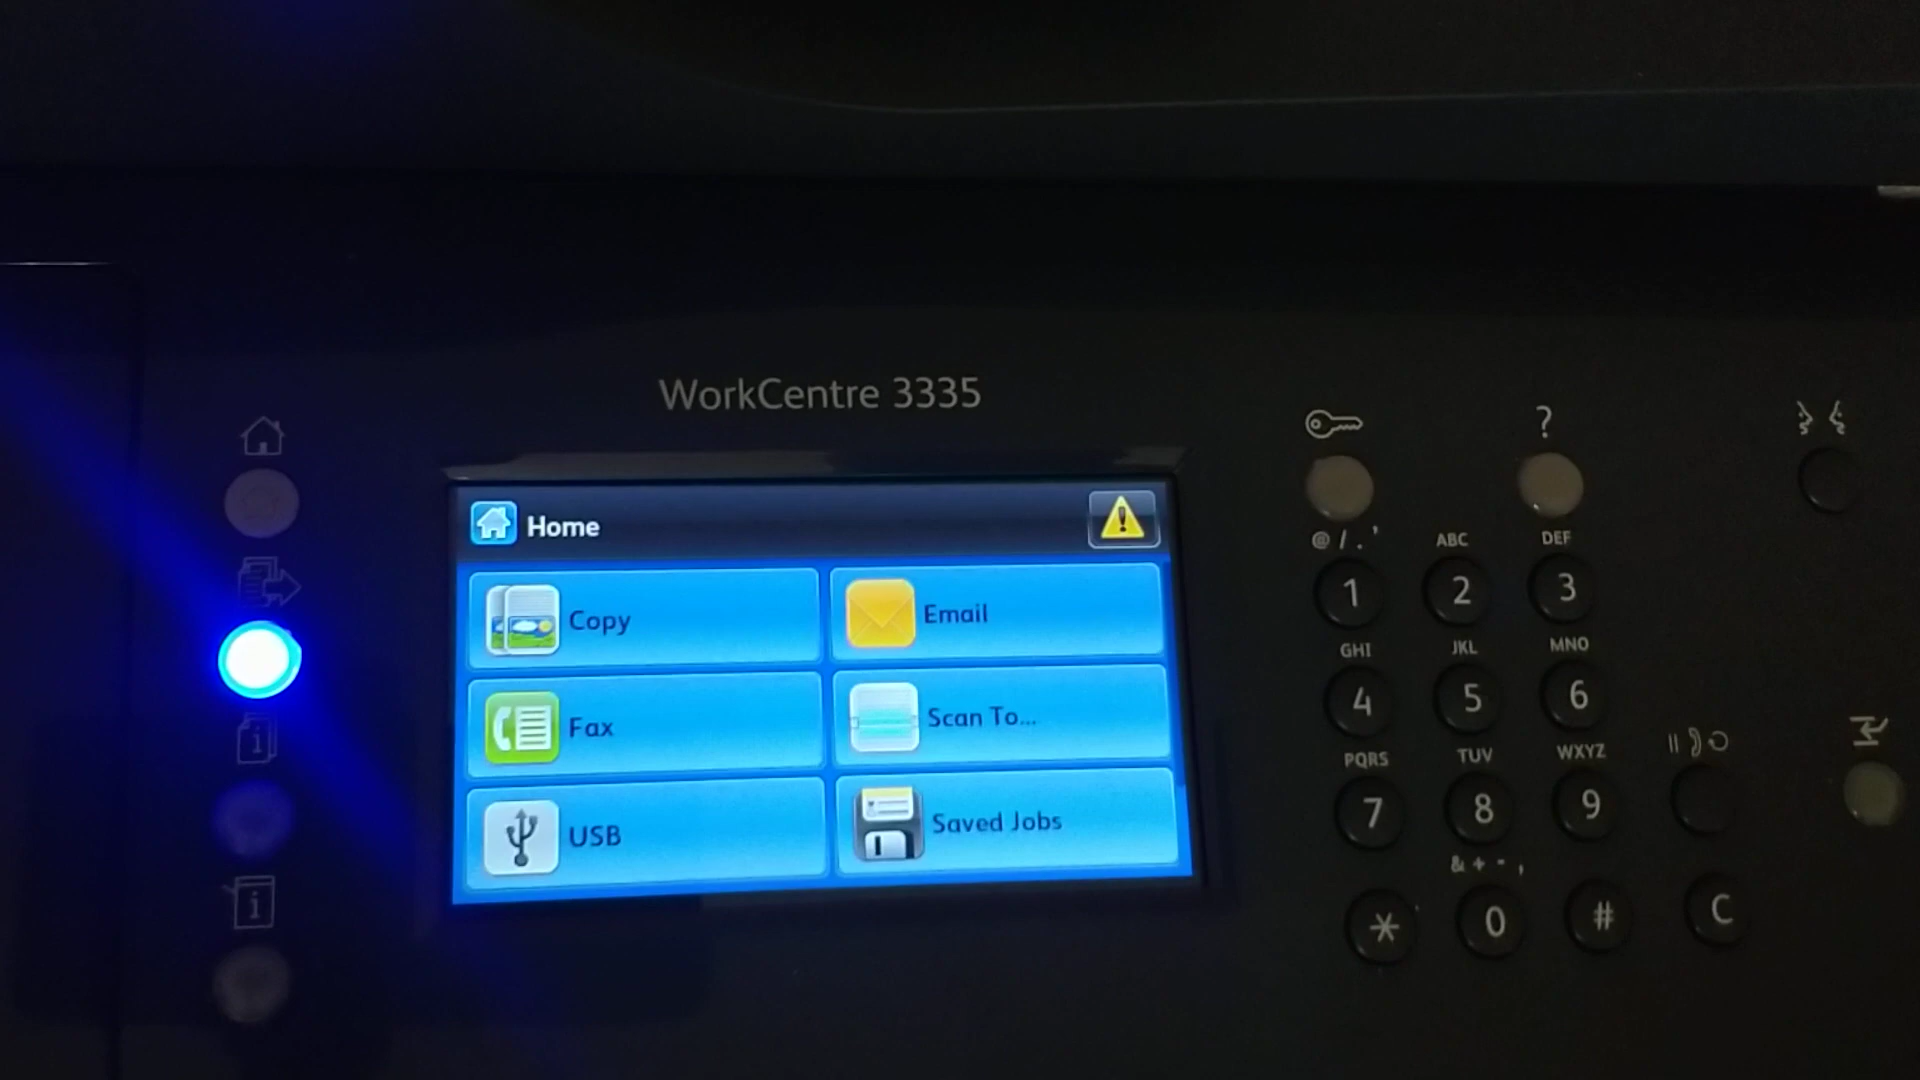 WorkCentre 3335
Home
Copy
Email
Fax
Scan To...
USB
Saved Jobs
?
@ / . '
ABC
DEF
1
2
3
GHI
JKL
MNO
4
5
6
PQRS
TUV
WXYZ
7
8
9
& + - ,
*
0
#
C